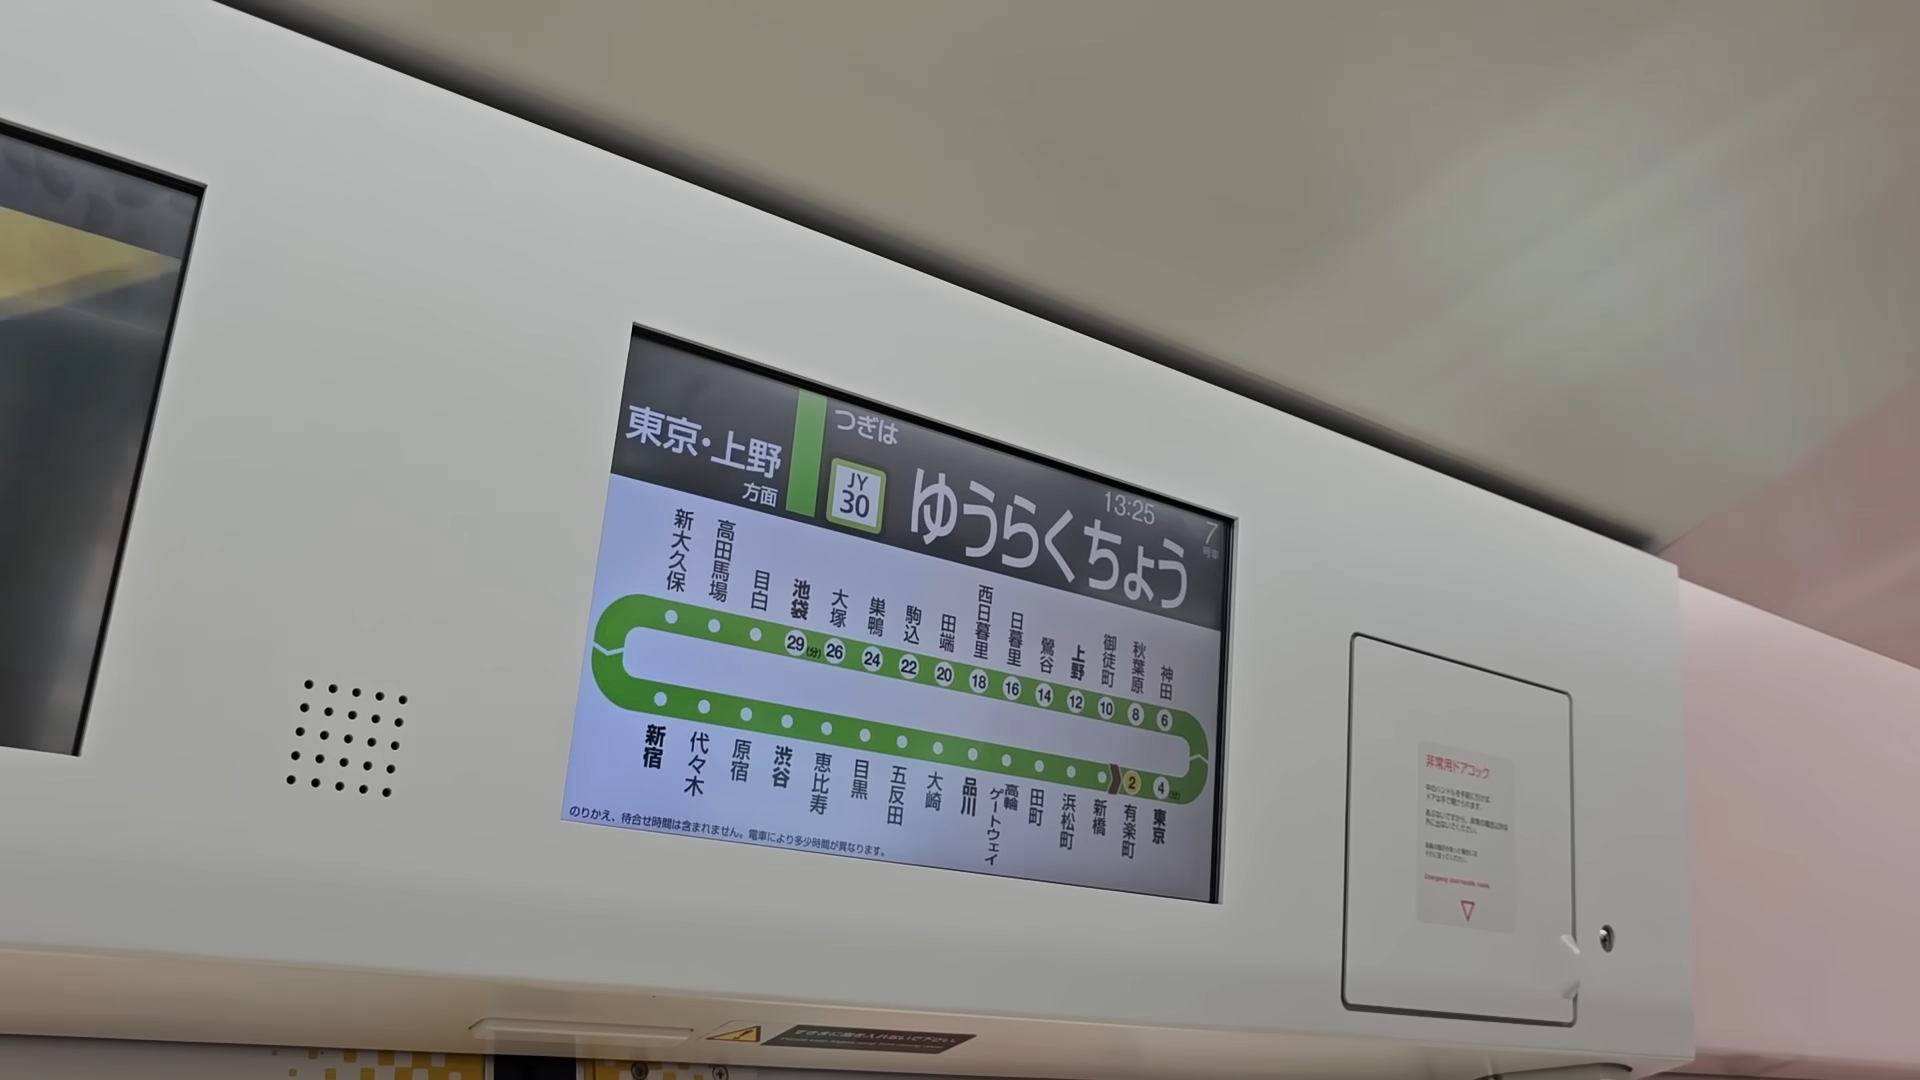 東京・上野
方面
つぎは
JY
30
ゆうらくちょう
13:25
7
号車
新大久保
高田馬場
目白
池袋
大塚
巣鴨
駒込
田端
西日暮里
日暮里
鶯谷
上野
御徒町
秋葉原
神田
29 (分) 26 24 22 20 18 16 14 12 10 8 6
2 4 (分)
新宿
代々木
原宿
渋谷
恵比寿
目黒
五反田
大崎
品川
高輪
ゲートウェイ
田町
浜松町
新橋
有楽町
東京
のりかえ、待合せ時間は含まれません。電車により多少時間が異なります。
非常用ドアコック